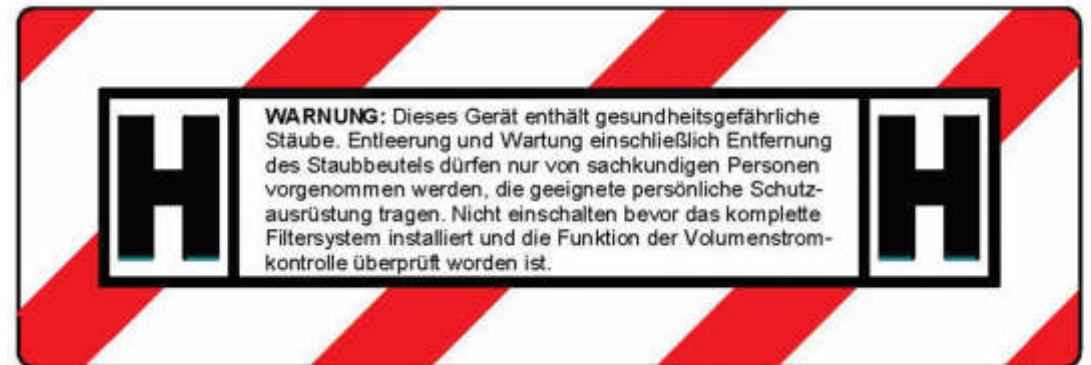 H
WARNUNG: Dieses Gerät enthält gesundheitsgefährliche
Stäube. Entleerung und Wartung einschließlich Entfernung
des Staubbeutels dürfen nur von sachkundigen Personen
vorgenommen werden, die geeignete persönliche Schutz-
ausrüstung tragen. Nicht einschalten bevor das komplette
Filtersystem installiert und die Funktion der Volumenstrom-
kontrolle überprüft worden ist.
H